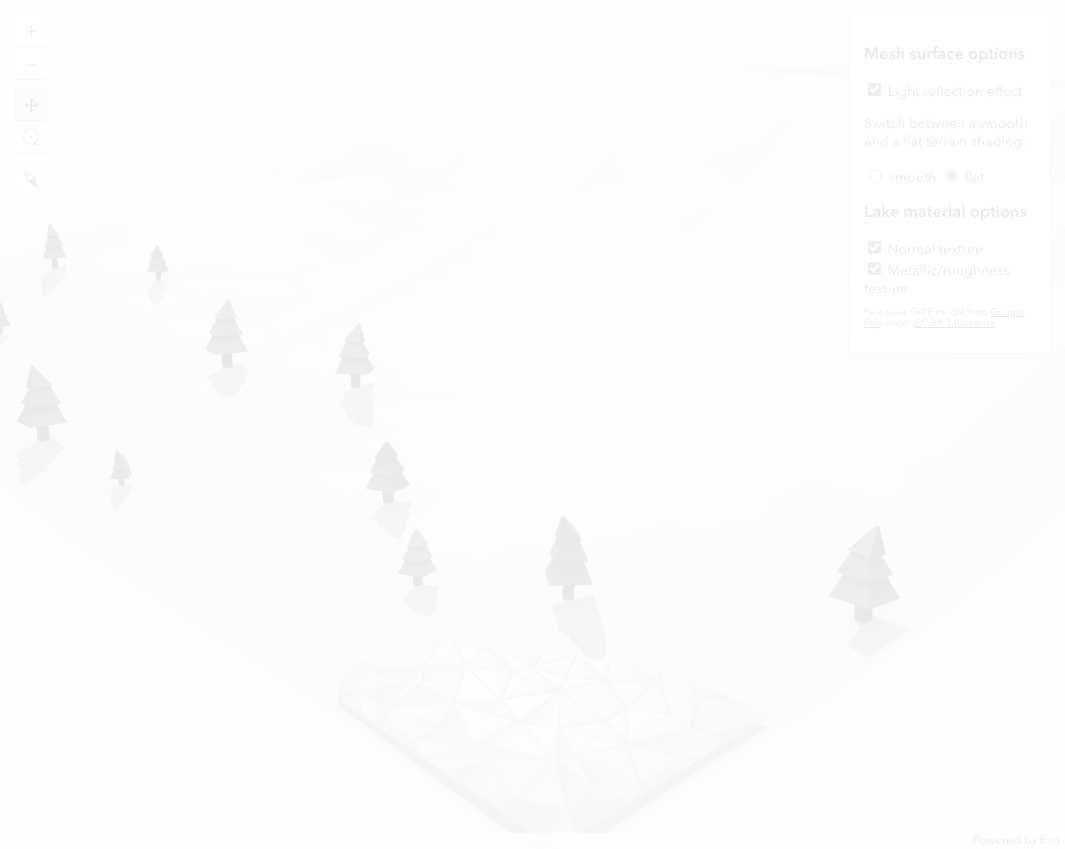 +
–
Mesh surface options
Light reflection effect
Switch between a smooth
and a flat terrain shading:
smooth flat
Lake material options
Normal texture
Metallic/roughness
texture
Pine trees GLTF model from Google
Poly under CC-BY 3.0 License
Powered by Esri